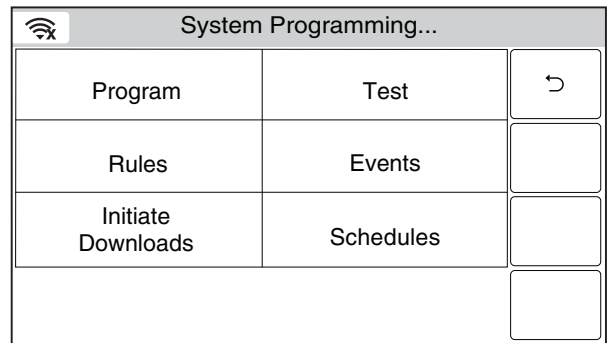 System Programming...
Program
Test
Rules
Events
Initiate
Downloads
Schedules